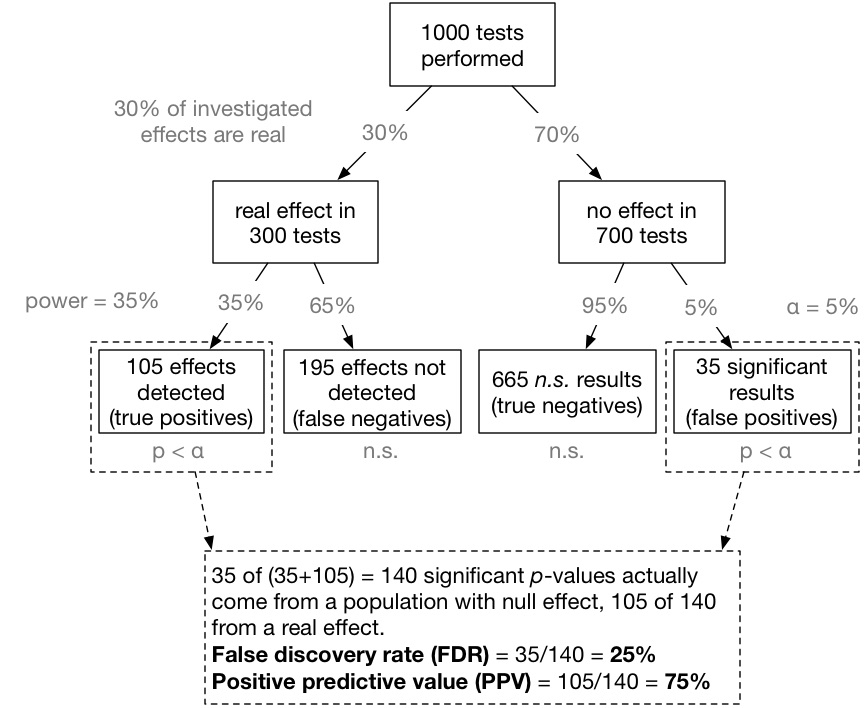 1000 tests
performed
30% of investigated
effects are real
30%
70%
real effect in
300 tests
no effect in
700 tests
power = 35%
35%
65%
95%
5%
α = 5%
105 effects
detected
(true positives)
195 effects not
detected
(false negatives)
665 n.s. results
(true negatives)
35 significant
results
(false positives)
p < α
n.s.
n.s.
p < α
35 of (35+105) = 140 significant p-values actually
come from a population with null effect, 105 of 140
from a real effect.
False discovery rate (FDR) = 35/140 = 25%
Positive predictive value (PPV) = 105/140 = 75%